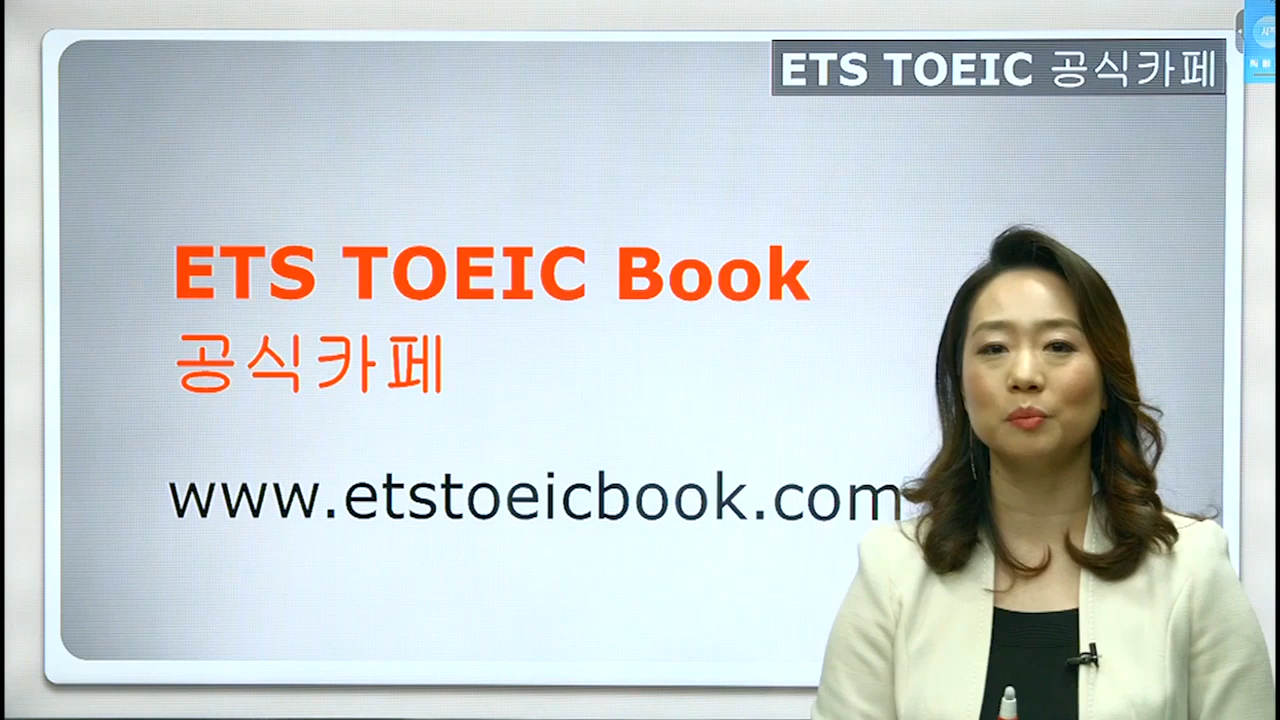 ETS TOEIC 공식카페
ETS TOEIC Book
공식카페
www.etstoeicbook.com